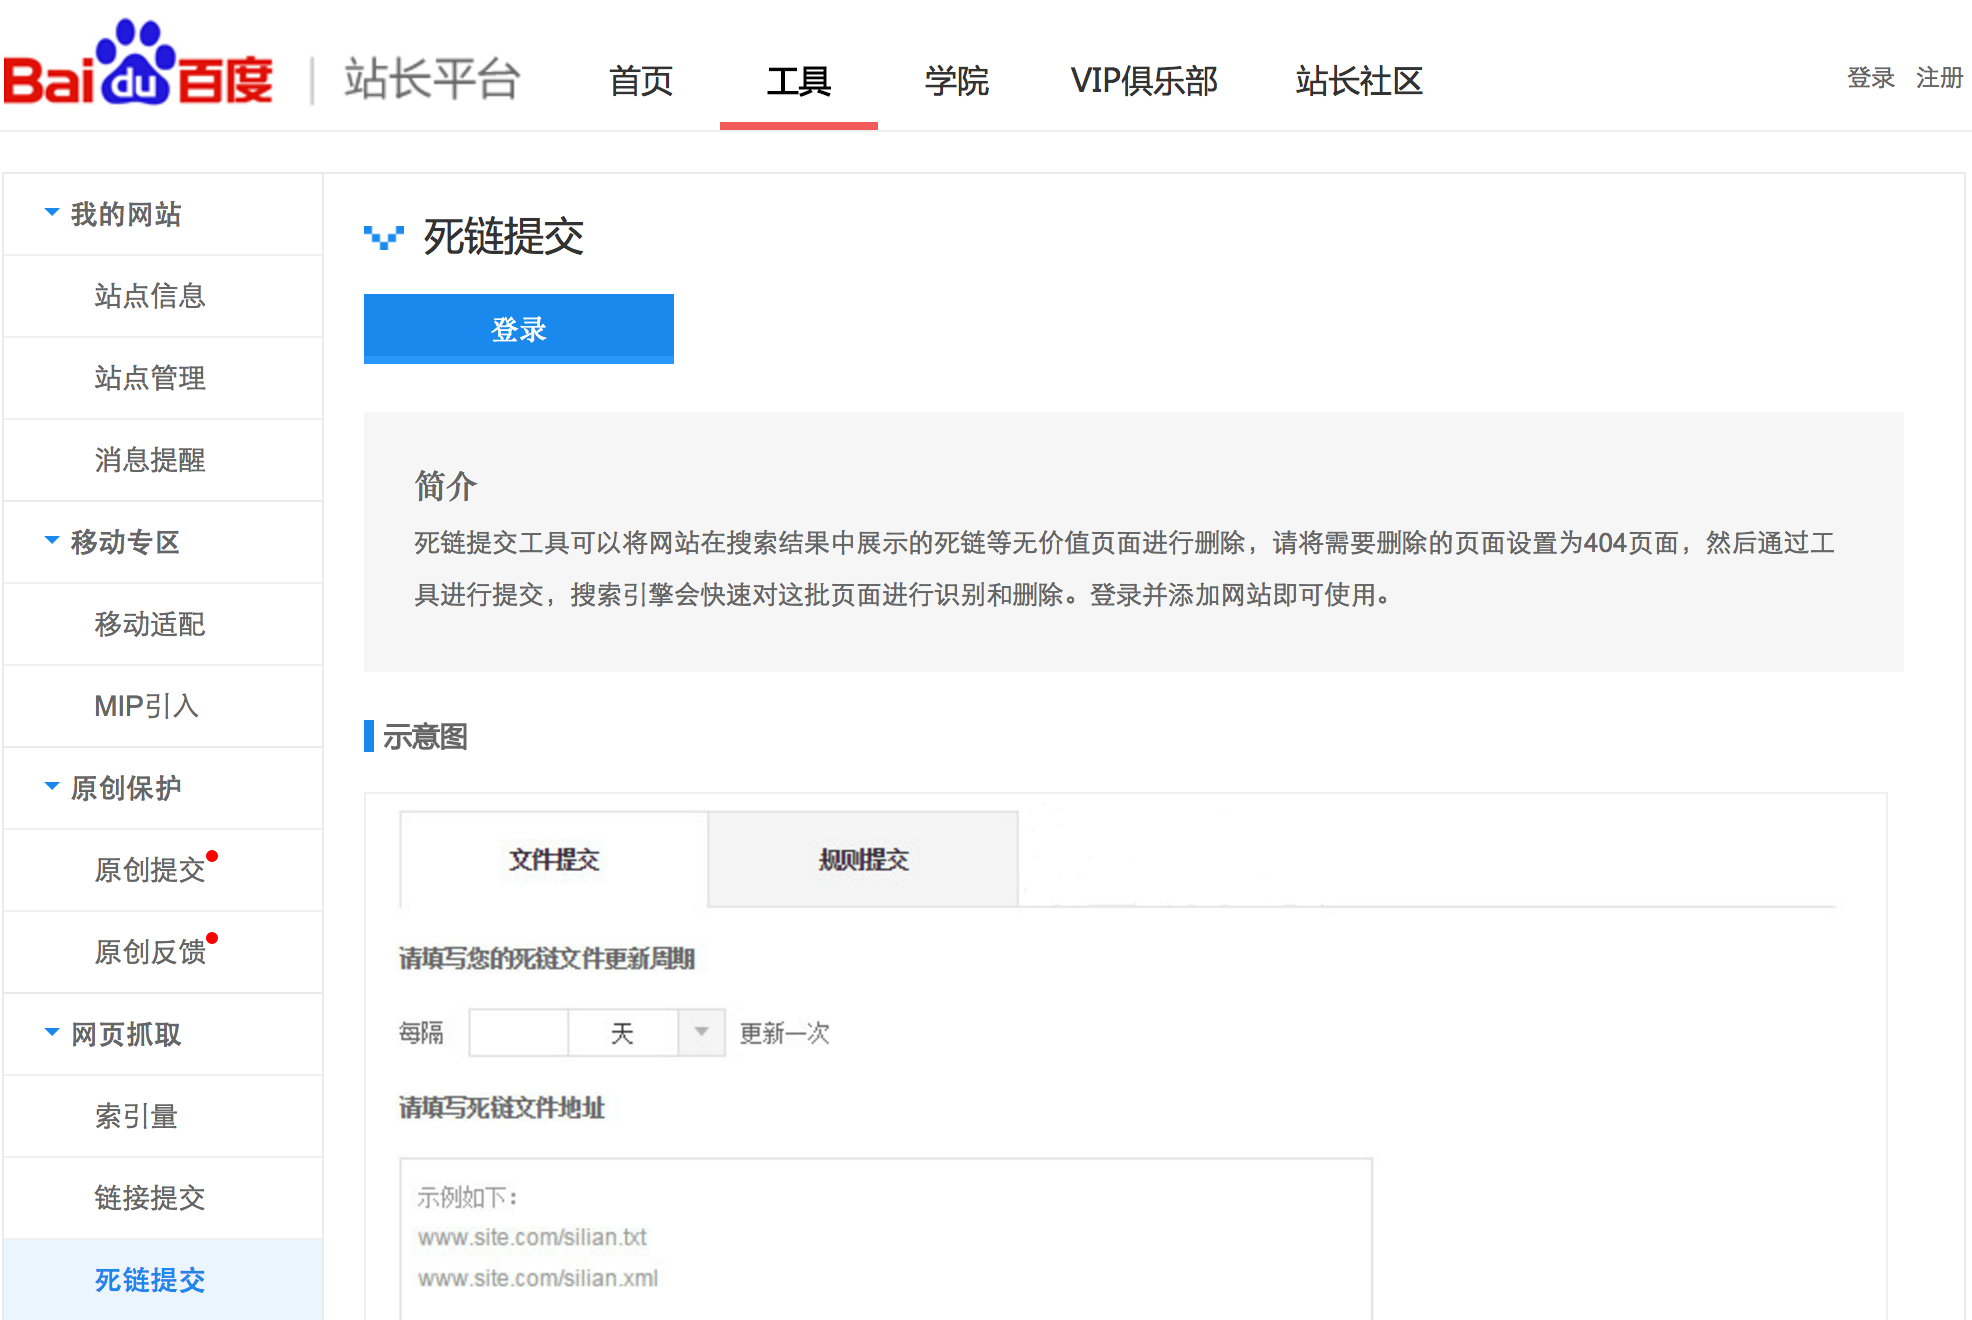 Baidu百度 | 站长平台 首页 工具 学院 VIP俱乐部 站长社区 登录 注册
我的网站
站点信息
站点管理
消息提醒
移动专区
移动适配
MIP引入
原创保护
原创提交
原创反馈
网页抓取
索引量
链接提交
死链提交
死链提交
登录
简介
死链提交工具可以将网站在搜索结果中展示的死链等无价值页面进行删除，请将需要删除的页面设置为404页面，然后通过工
具进行提交，搜索引擎会快速对这批页面进行识别和删除。登录并添加网站即可使用。
示意图
文件提交 规则提交
请填写您的死链文件更新周期
每隔 天 更新一次
请填写死链文件地址
示例如下：
www.site.com/silian.txt
www.site.com/silian.xml